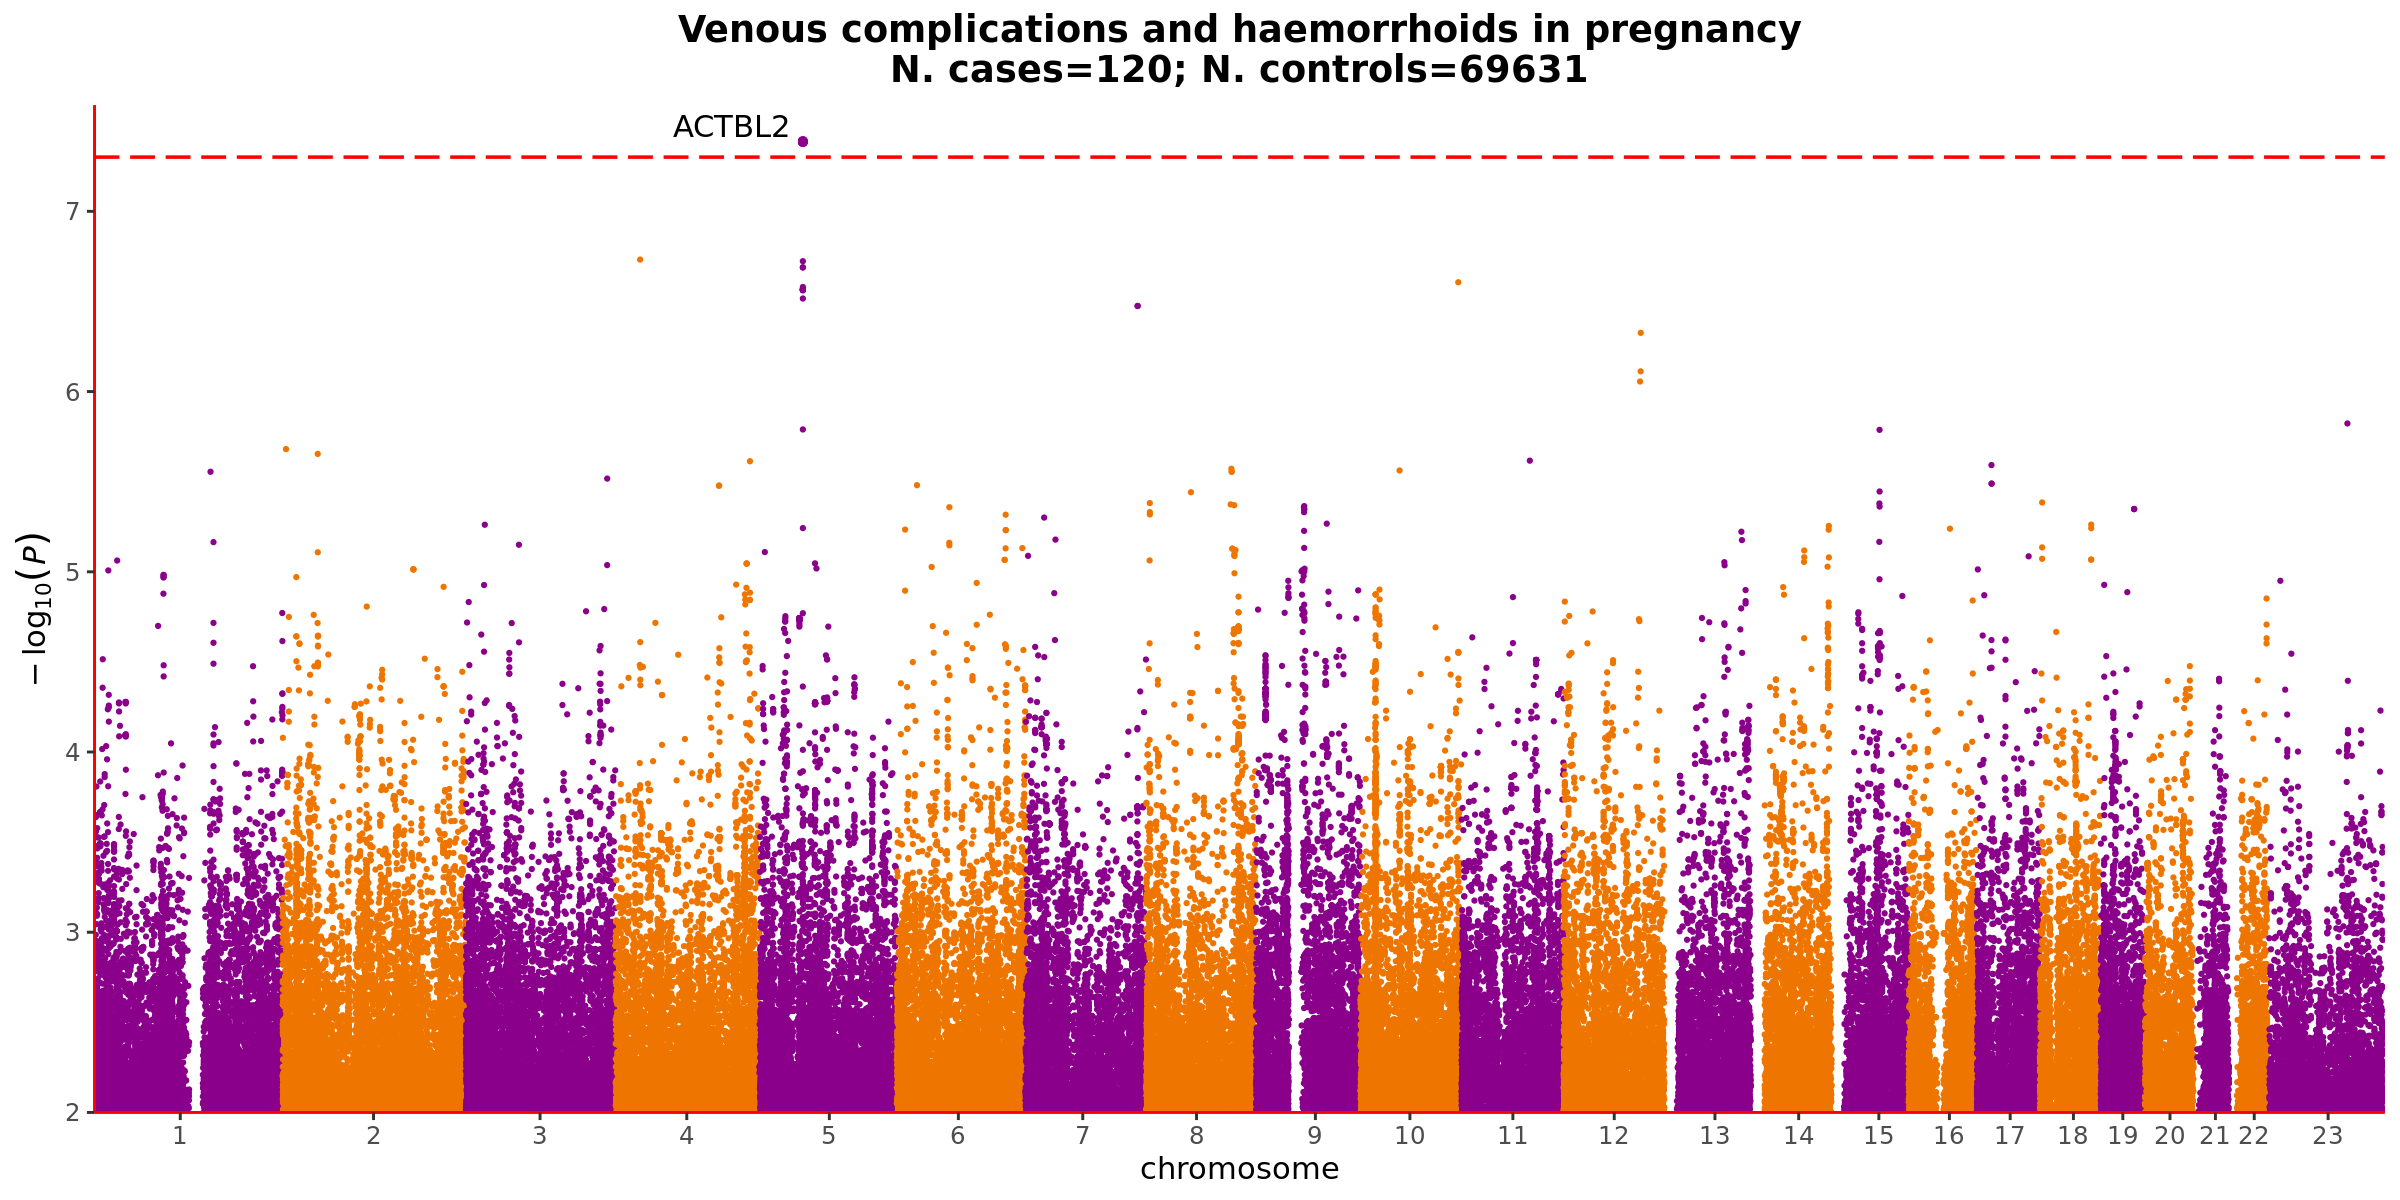 Venous complications and haemorrhoids in pregnancy
N. cases=120; N. controls=69631
ACTBL2
7
6
5
4
3
2
−log10(P)
1 2 3 4 5 6 7 8 9 10 11 12 13 14 15 16 17 18 19 20 21 22 23
chromosome